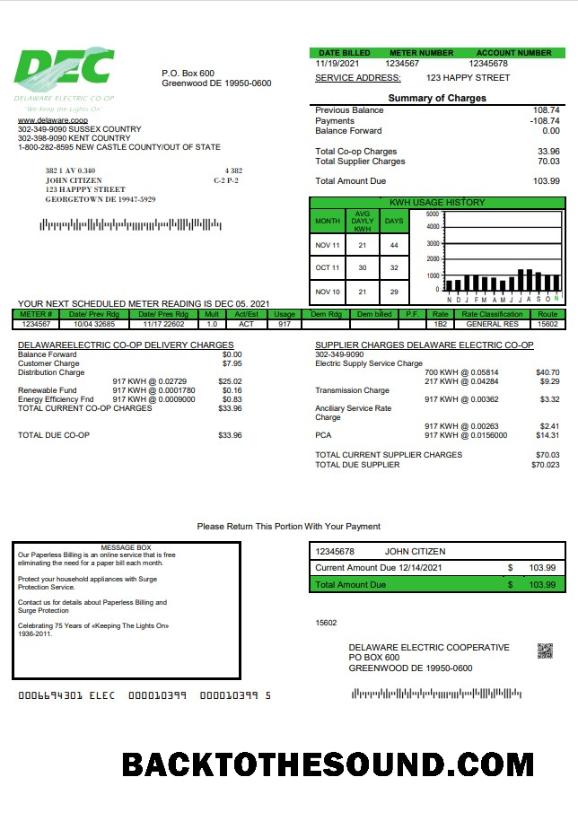 DEC
DELAWARE ELECTRIC CO-OP
"We keep the Lights On"
P.O. Box 600
Greenwood DE 19950-0600
www.delaware.coop
302-349-9090 SUSSEX COUNTRY
302-398-9090 KENT COUNTRY
1-800-282-8595 NEW CASTLE COUNTY/OUT OF STATE
382 1 AV 0.340 4 382
JOHN CITIZEN C-2 P-2
123 HAPPPY STREET
GEORGETOWN DE 19947-5929
DATE BILLED METER NUMBER ACCOUNT NUMBER
11/19/2021 1234567 12345678
SERVICE ADDRESS: 123 HAPPY STREET
Summary of Charges
Previous Balance 108.74
Payments -108.74
Balance Forward 0.00
Total Co-op Charges 33.96
Total Supplier Charges 70.03
Total Amount Due 103.99
KWH USAGE HISTORY
MONTH AVG DAYLY KWH DAYS
NOV 11 21 44
OCT 11 30 32
NOV 10 21 29
5000
4000
3000
2000
1000
0
N D J F M A M J J A S O N
YOUR NEXT SCHEDULED METER READING IS DEC 05. 2021
METER # Date/ Prev Rdg Date/ Pres Rdg Mult Act/Est Usage Dem Rdg Dem billed P.F. Rate Rate Classification Route
1234567 10/04 32685 11/17 22602 1.0 ACT 917 1B2 GENERAL RES 15602
DELAWAREELECTRIC CO-OP DELIVERY CHARGES
Balance Forward $0.00
Customer Charge $7.95
Distribution Charge
917 KWH @ 0.02729 $25.02
Renewable Fund 917 KWH @ 0.0001780 $0.16
Energy Efficiency Fnd 917 KWH @ 0.0009000 $0.83
TOTAL CURRENT CO-OP CHARGES $33.96
TOTAL DUE CO-OP $33.96
SUPPLIER CHARGES DELAWARE ELECTRIC CO-OP
302-349-9090
Electric Supply Service Charge
700 KWH @ 0.05814 $40.70
217 KWH @ 0.04284 $9.29
Transmission Charge
917 KWH @ 0.00362 $3.32
Ancillary Service Rate
Charge
917 KWH @ 0.00263 $2.41
PCA 917 KWH @ 0.0156000 $14.31
TOTAL CURRENT SUPPLIER CHARGES $70.03
TOTAL DUE SUPPLIER $70.023
Please Return This Portion With Your Payment
MESSAGE BOX
Our Paperless Billing is an online service that is free
eliminating the need for a paper bill each month.
Protect your household appliances with Surge
Protection Service.
Contact us for details about Paperless Billing and
Surge Protection
Celebrating 75 Years of «Keeping The Lights On»
1936-2011.
12345678 JOHN CITIZEN
Current Amount Due 12/14/2021 $ 103.99
Total Amount Due $ 103.99
15602
DELAWARE ELECTRIC COOPERATIVE
PO BOX 600
GREENWOOD DE 19950-0600
0006694301 ELEC 000010399 000010399 5
BACKTOTHESOUND.COM